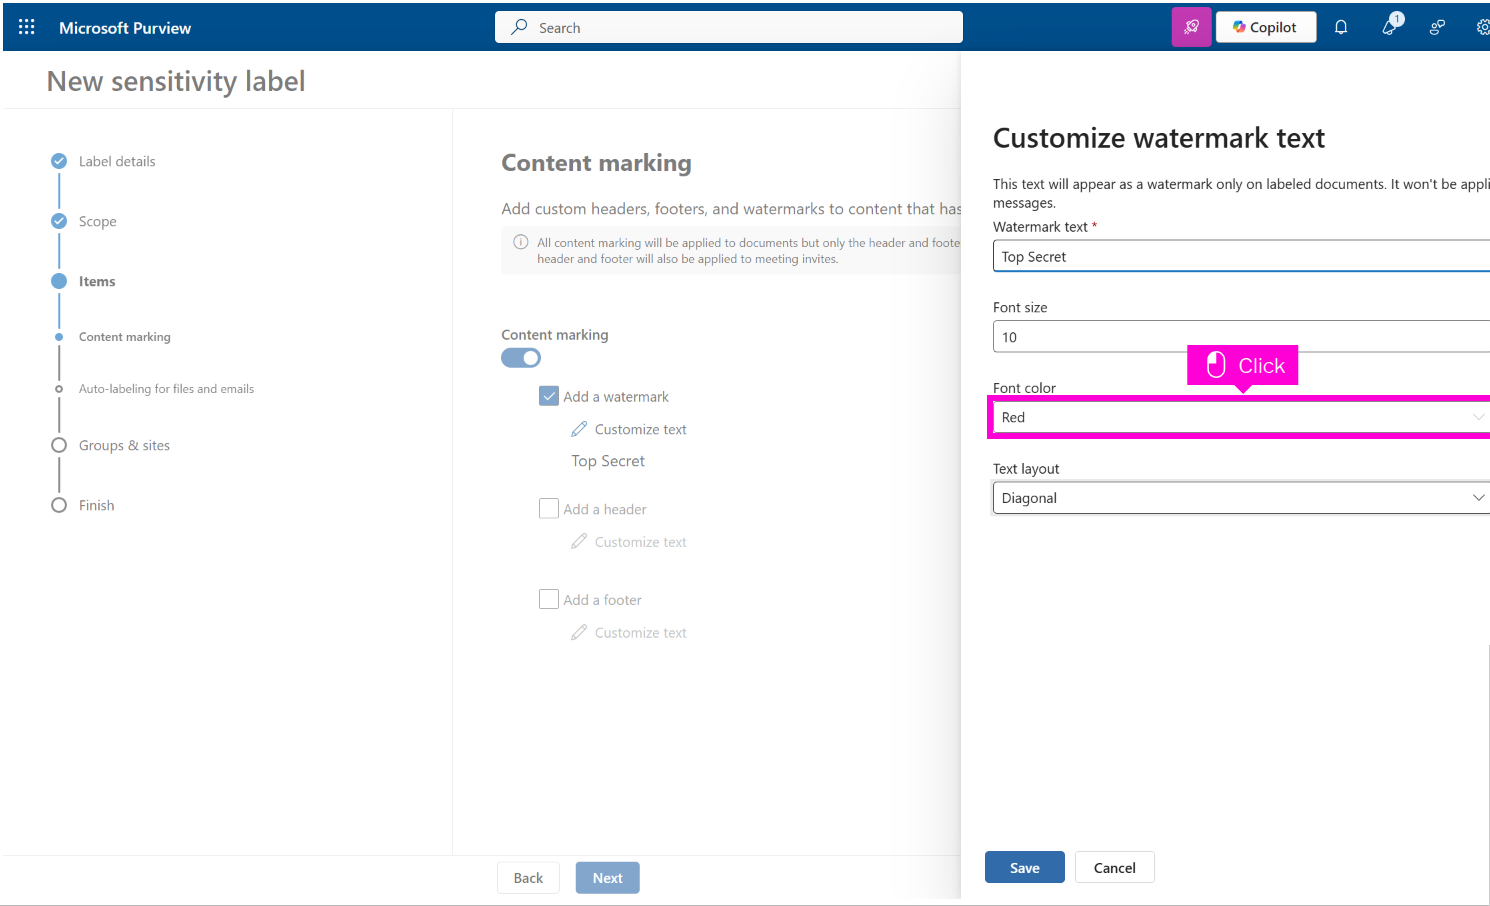 Microsoft Purview
Search
Copilot
1
New sensitivity label
Label details
Scope
Items
Content marking
Auto-labeling for files and emails
Groups & sites
Finish
Content marking
Add custom headers, footers, and watermarks to content that has
All content marking will be applied to documents but only the header and foote
header and footer will also be applied to meeting invites.
Content marking
Add a watermark
Customize text
Top Secret
Add a header
Customize text
Add a footer
Customize text
Back
Next
Customize watermark text
This text will appear as a watermark only on labeled documents. It won't be appli
messages.
Watermark text *
Top Secret
Font size
10
Click
Font color
Red
Text layout
Diagonal
Save
Cancel